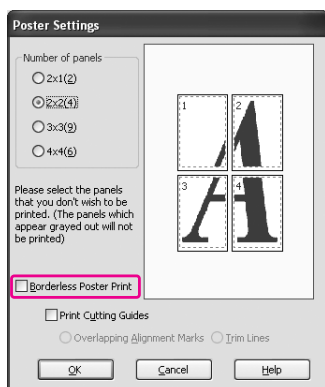 Poster Settings
Number of panels
2x1(2)
2x2(4)
3x3(9)
4x4(6)
Please select the panels
that you don't wish to be
printed. (The panels which
appear grayed out will not
be printed)
1
2
3
4
Borderless Poster Print
Print Cutting Guides
Overlapping Alignment Marks
Trim Lines
OK
Cancel
Help